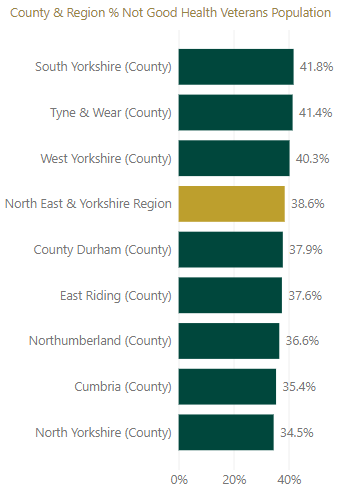 County & Region % Not Good Health Veterans Population
South Yorkshire (County) 41.8%
Tyne & Wear (County) 41.4%
West Yorkshire (County) 40.3%
North East & Yorkshire Region 38.6%
County Durham (County) 37.9%
East Riding (County) 37.6%
Northumberland (County) 36.6%
Cumbria (County) 35.4%
North Yorkshire (County) 34.5%
0% 20% 40%